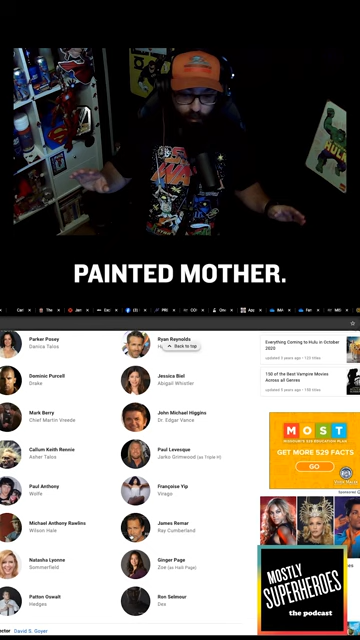 HULK
PAINTED MOTHER.
Parker Posey
Danica Talos
Ryan Reynolds
Back to top
Dominic Purcell
Drake
Jessica Biel
Abigail Whistler
Mark Berry
Chief Martin Vreede
John Michael Higgins
Dr. Edgar Vance
Callum Keith Rennie
Asher Talos
Paul Levesque
Jarko Grimwood (as Triple H)
Paul Anthony
Wolfe
Françoise Yip
Virago
Michael Anthony Rawlins
Wilson Hale
James Remar
Ray Cumberland
Natasha Lyonne
Sommerfield
Ginger Page
Zoe (as Haili Page)
Patton Oswalt
Hedges
Ron Selmour
Dex
David S. Goyer
Everything Coming to Hulu in October
2020
150 of the Best Vampire Movies
Across all Genres
MOST
GET MORE 529 FACTS.
GO
Sponsored
MOSTLY
SUPERHEROES
the podcast